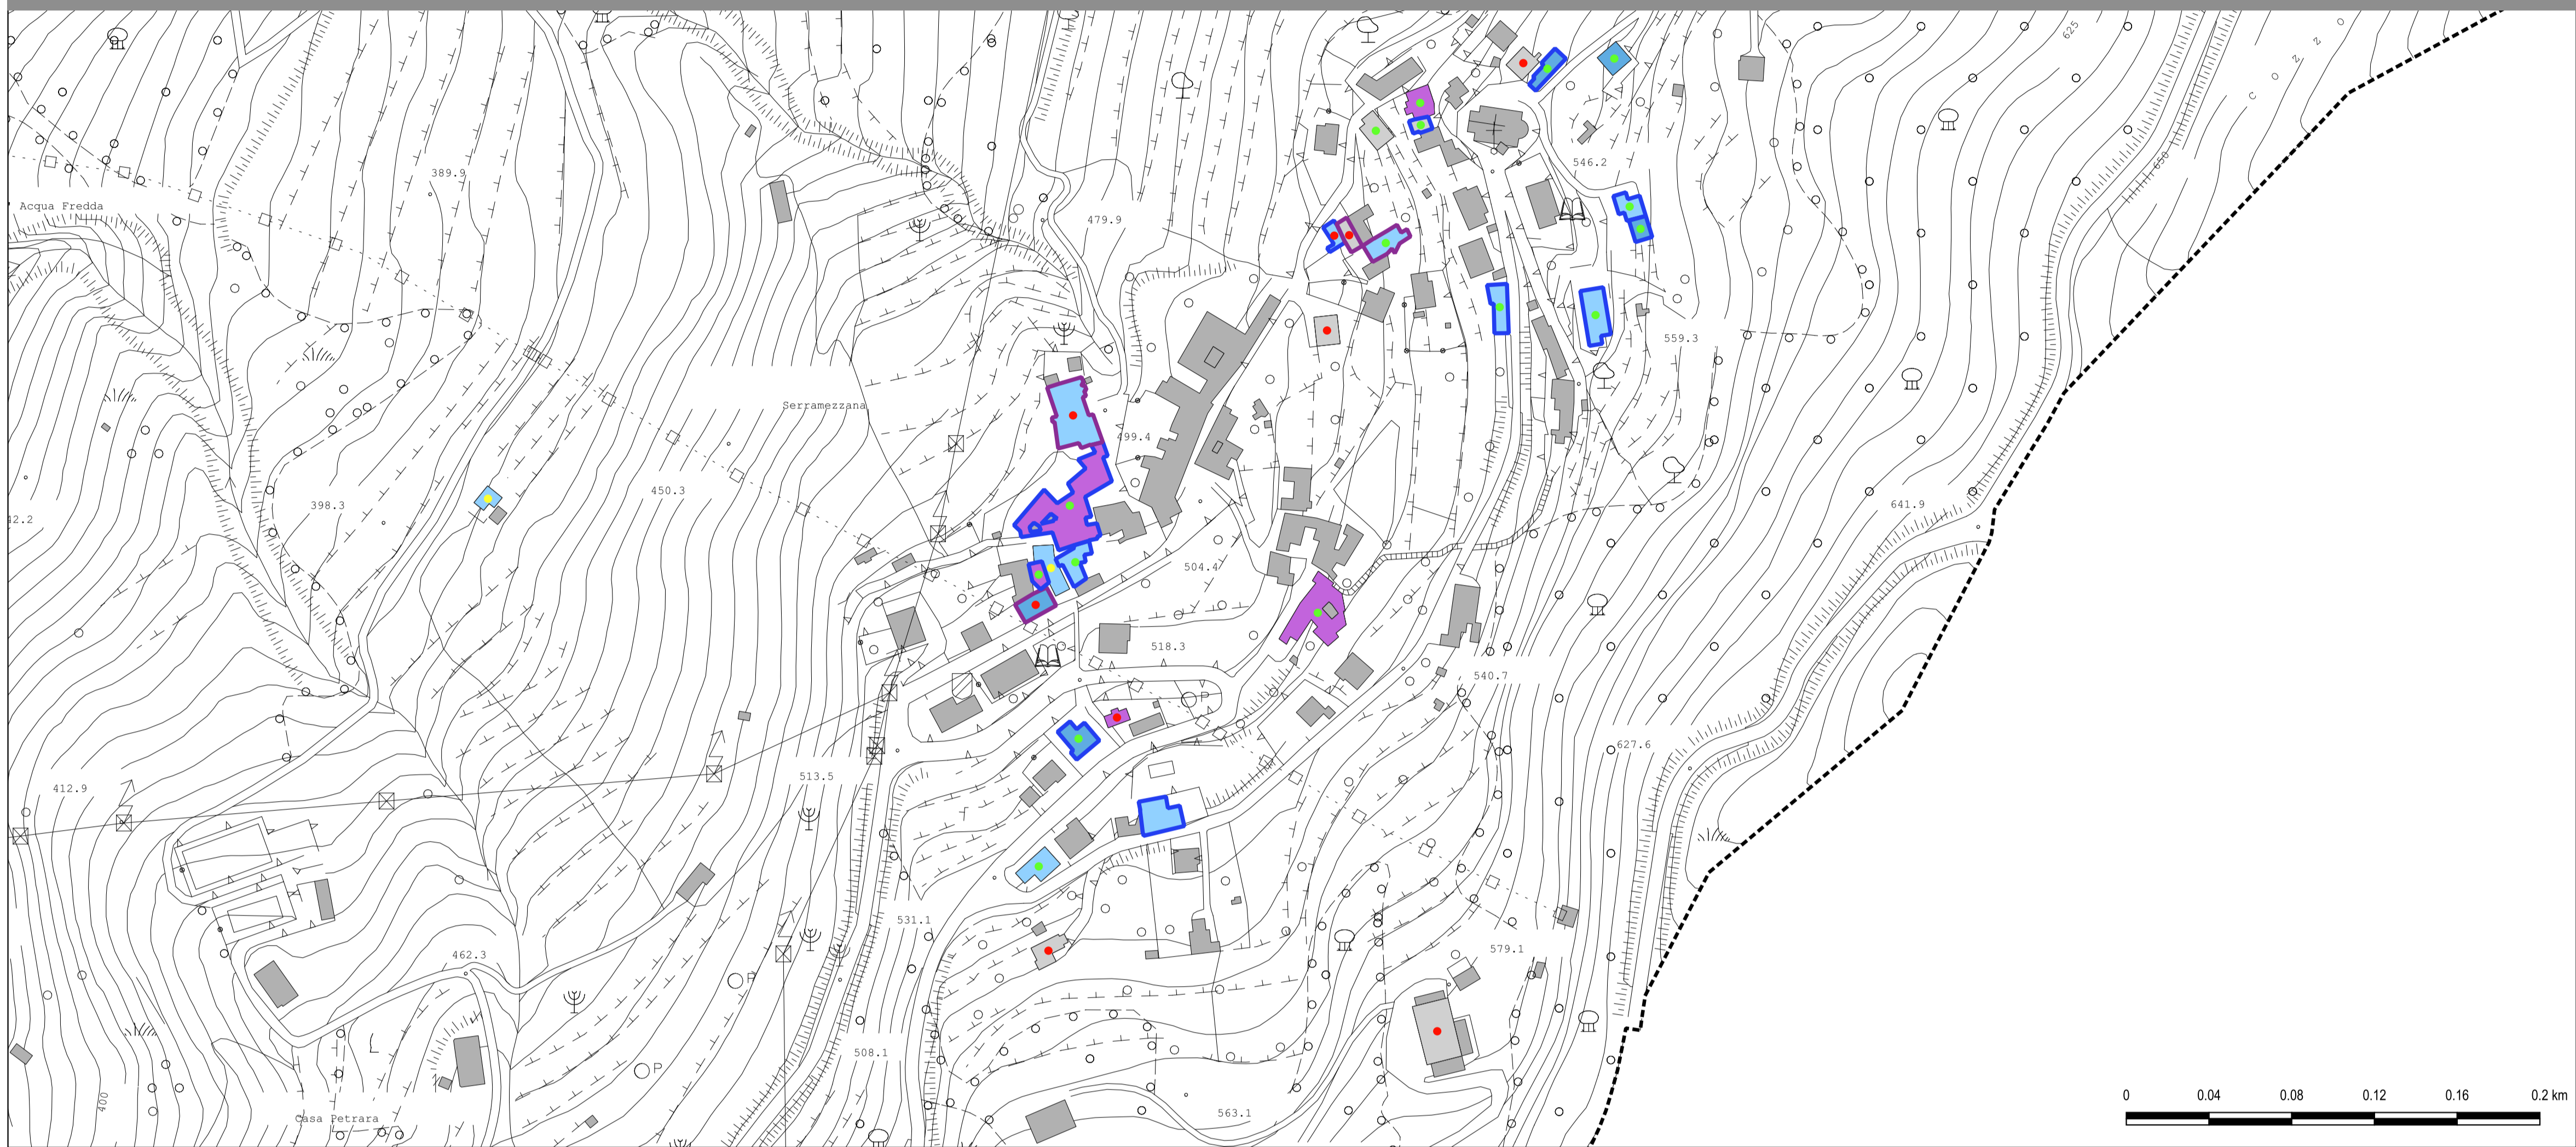 625
C O Z Z O
650
546.2
389.9
Acqua Fredda
479.9
559.3
Serramezzana
499.4
450.3
398.3
641.9
42.2
504.4
518.3
540.7
P
627.6
513.5
412.9
531.1
579.1
462.3
P
508.1
P
400
563.1
Casa Petrara
0 0.04 0.08 0.12 0.16 0.2 km